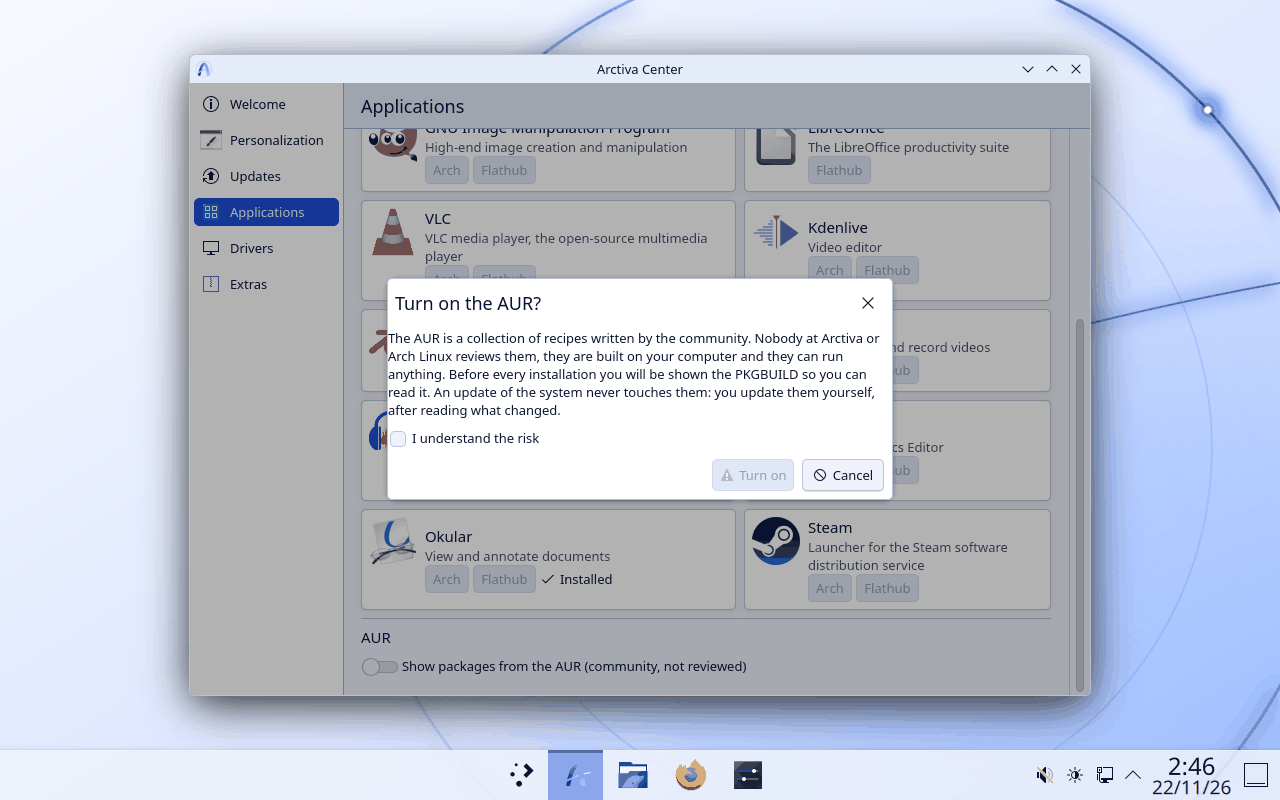 Arctiva Center
Welcome
Personalization
Updates
Applications
Drivers
Extras
Applications
GNU Image Manipulation Program
High-end image creation and manipulation
Arch
Flathub
LibreOffice
The LibreOffice productivity suite
Flathub
VLC
VLC media player, the open-source multimedia
player
Arch
Flathub
Kdenlive
Video editor
Arch
Flathub
Turn on the AUR?
The AUR is a collection of recipes written by the community. Nobody at Arctiva or
Arch Linux reviews them, they are built on your computer and they can run
anything. Before every installation you will be shown the PKGBUILD so you can
read it. An update of the system never touches them: you update them yourself,
after reading what changed.
I understand the risk
Turn on
Cancel
record videos
Editor
Okular
View and annotate documents
Arch
Flathub
Installed
Steam
Launcher for the Steam software
distribution service
Arch
Flathub
AUR
Show packages from the AUR (community, not reviewed)
2:46
22/11/26